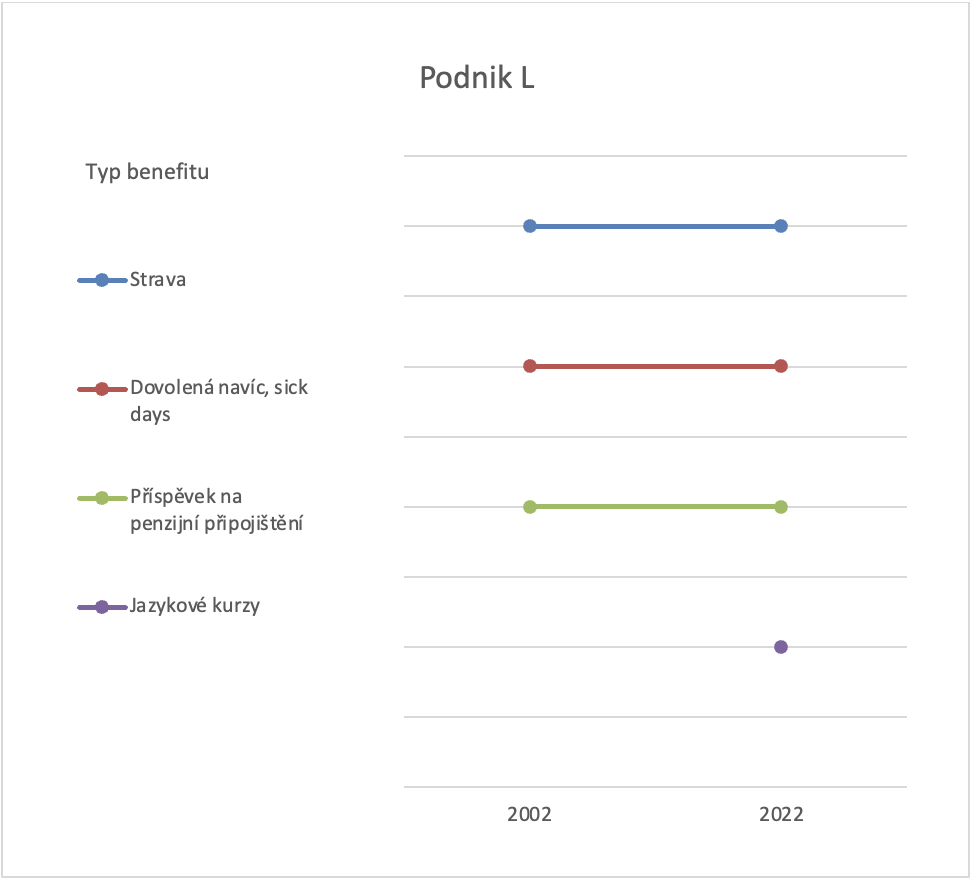 Podnik L
Typ benefitu
Strava
Dovolená navíc, sick
days
Příspěvek na
penzijní připojištění
Jazykové kurzy
2002
2022